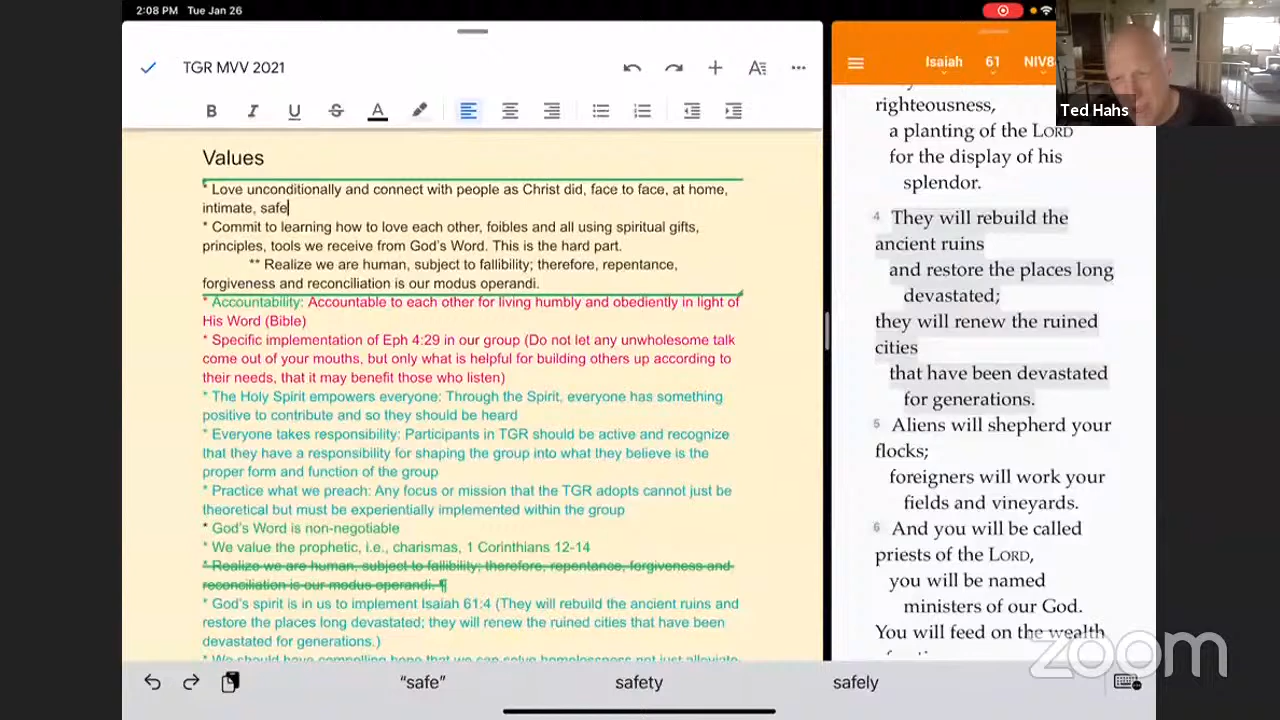 2:08 PM Tue Jan 26
TGR MVV 2021
B I U S A
Values
* Love unconditionally and connect with people as Christ did, face to face, at home,
intimate, safe
* Commit to learning how to love each other, foibles and all using spiritual gifts,
principles, tools we receive from God's Word. This is the hard part.
** Realize we are human, subject to fallibility; therefore, repentance,
forgiveness and reconciliation is our modus operandi.
* Accountability: Accountable to each other for living humbly and obediently in light of
His Word (Bible)
* Specific implementation of Eph 4:29 in our group (Do not let any unwholesome talk
come out of your mouths, but only what is helpful for building others up according to
their needs, that it may benefit those who listen)
* The Holy Spirit empowers everyone: Through the Spirit, everyone has something
positive to contribute and so they should be heard
* Everyone takes responsibility: Participants in TGR should be active and recognize
that they have a responsibility for shaping the group into what they believe is the
proper form and function of the group
* Practice what we preach: Any focus or mission that the TGR adopts cannot just be
theoretical but must be experientially implemented within the group
* God's Word is non-negotiable
* We value the prophetic, i.e., charismas, 1 Corinthians 12-14
* Realize we are human, subject to fallibility; therefore, repentance, forgiveness and
reconciliation is our modus operandi. ¶
* God's spirit is in us to implement Isaiah 61:4 (They will rebuild the ancient ruins and
restore the places long devastated; they will renew the ruined cities that have been
devastated for generations.)
* We should have compelling hope that we can solve homelessness not just alleviate
"safe" safety safely
Isaiah 61 NIV8
righteousness,
a planting of the LORD
for the display of his
splendor.
4 They will rebuild the
ancient ruins
and restore the places long
devastated;
they will renew the ruined
cities
that have been devastated
for generations.
5 Aliens will shepherd your
flocks;
foreigners will work your
fields and vineyards.
6 And you will be called
priests of the LORD,
you will be named
ministers of our God.
You will feed on the wealth
Ted Hahs
zoom